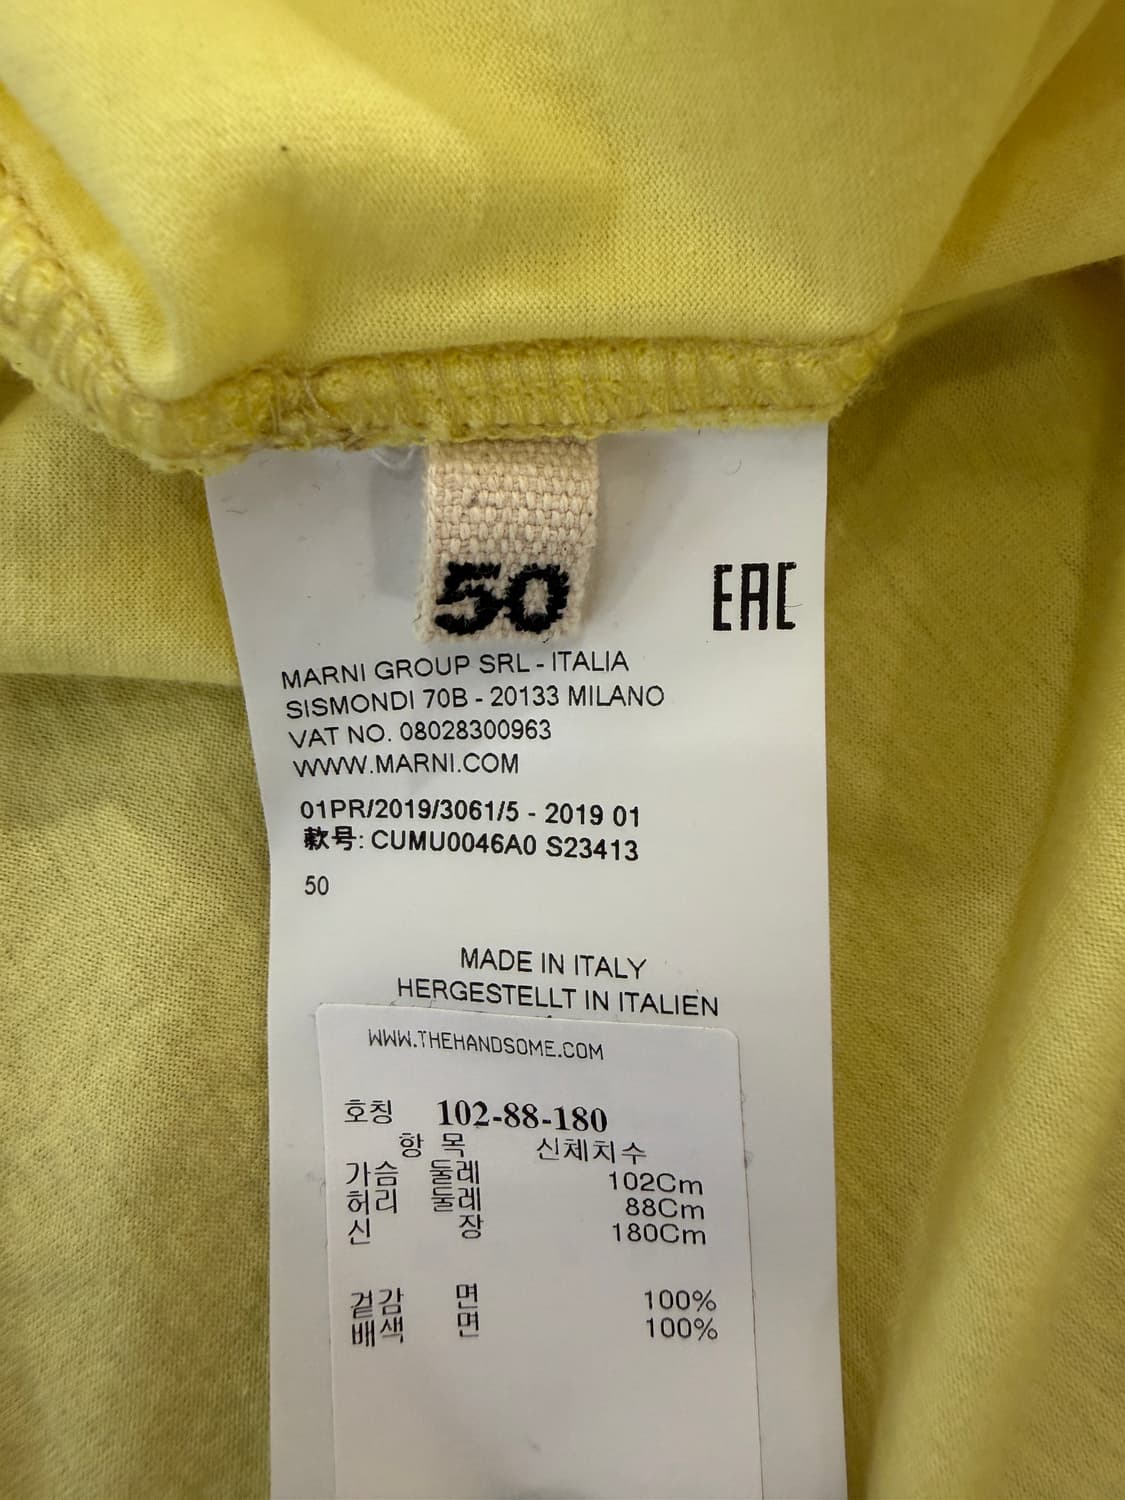 50
EAC
MARNI GROUP SRL - ITALIA
SISMONDI 70B - 20133 MILANO
VAT NO. 08028300963
WWW.MARNI.COM
01PR/2019/3061/5 - 2019 01
款号: CUMU0046A0 S23413
50
MADE IN ITALY
HERGESTELLT IN ITALIEN
WWW.THEHANDSOME.COM
호칭 102-88-180
항 목 신체치수
가슴 둘레 102Cm
허리 둘레 88Cm
신 장 180Cm
겉감 면 100%
배색 면 100%